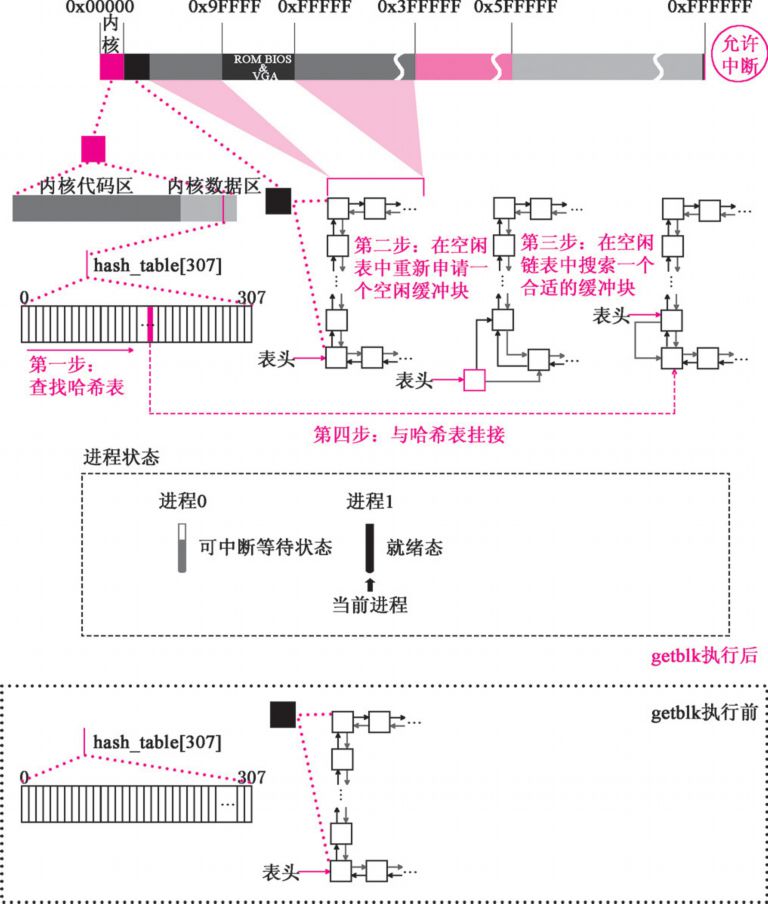 0x00000
0x9FFFF
0xFFFFF
0x3FFFFF
0x5FFFFF
0xFFFFFF
内核
ROM BIOS
&
VGA
允许
中断
内核代码区
内核数据区
hash_table[307]
0
307
...
第一步：
查找哈希表
第二步：在空闲
表中重新申请一
个空闲缓冲块
第三步：在空闲
链表中搜索一个
合适的缓冲块
表头
表头
表头
第四步：与哈希表挂接
进程状态
进程0
进程1
可中断等待状态
就绪态
当前进程
getblk执行后
getblk执行前
hash_table[307]
0
307
...
表头